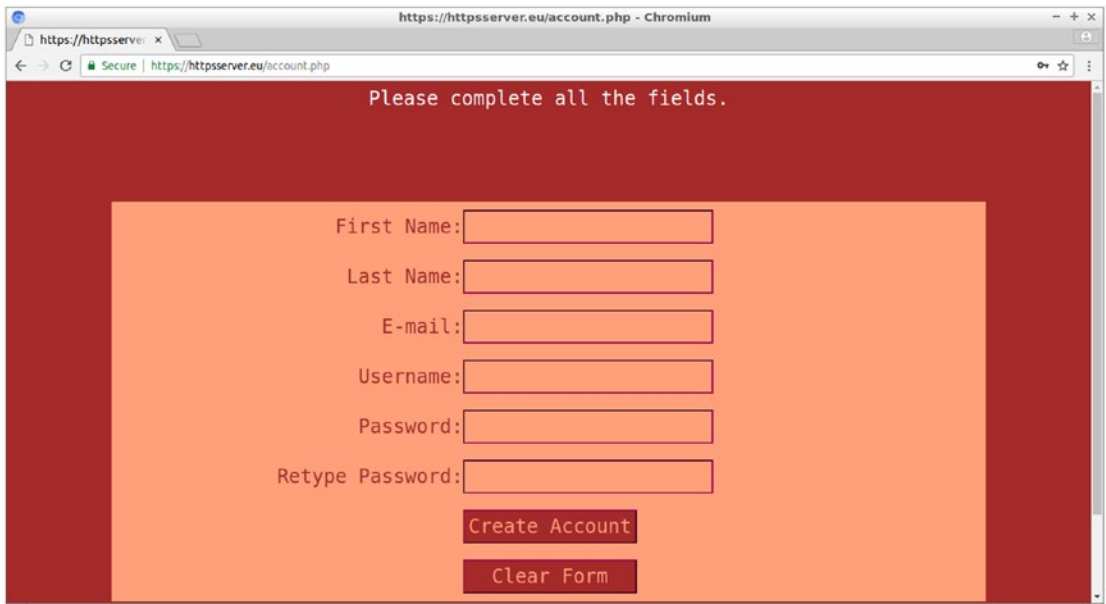 https://httpsserver.eu/account.php - Chromium
https://httpsserver
Secure | https://httpsserver.eu/account.php
Please complete all the fields.
First Name:
Last Name:
E-mail:
Username:
Password:
Retype Password:
Create Account
Clear Form